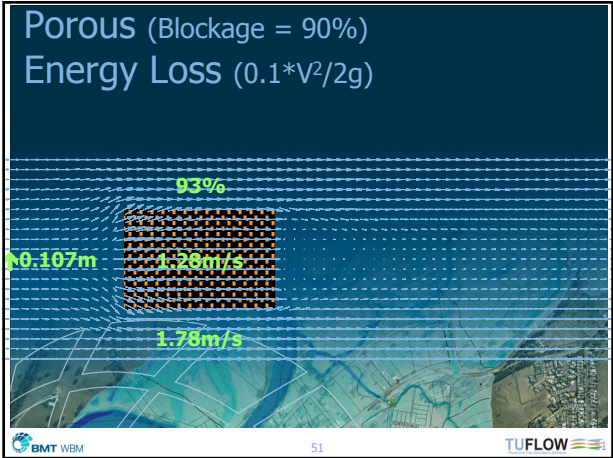 Porous (Blockage = 90%)
Energy Loss (0.1*V²/2g)
93%
0.107m
1.28m/s
1.78m/s
BMT WBM
51
TUFLOW